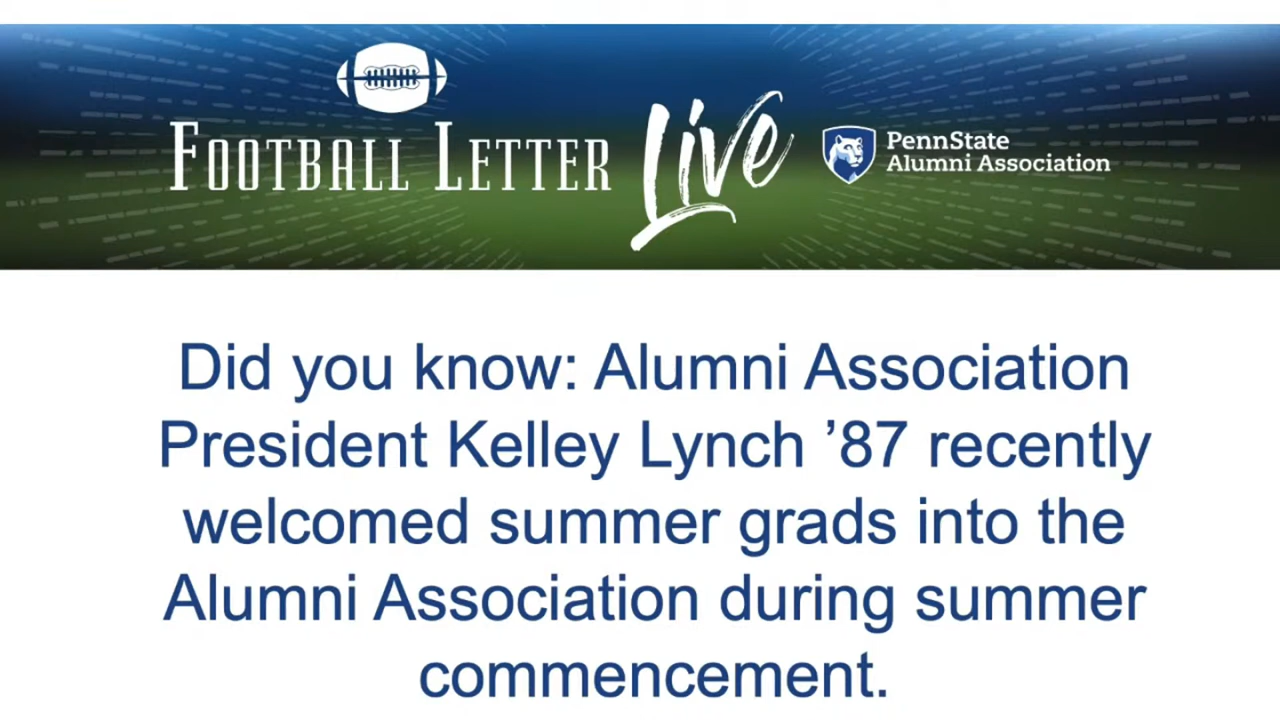 FOOTBALL LETTER Live
PennState
Alumni Association
Did you know: Alumni Association
President Kelley Lynch ’87 recently
welcomed summer grads into the
Alumni Association during summer
commencement.